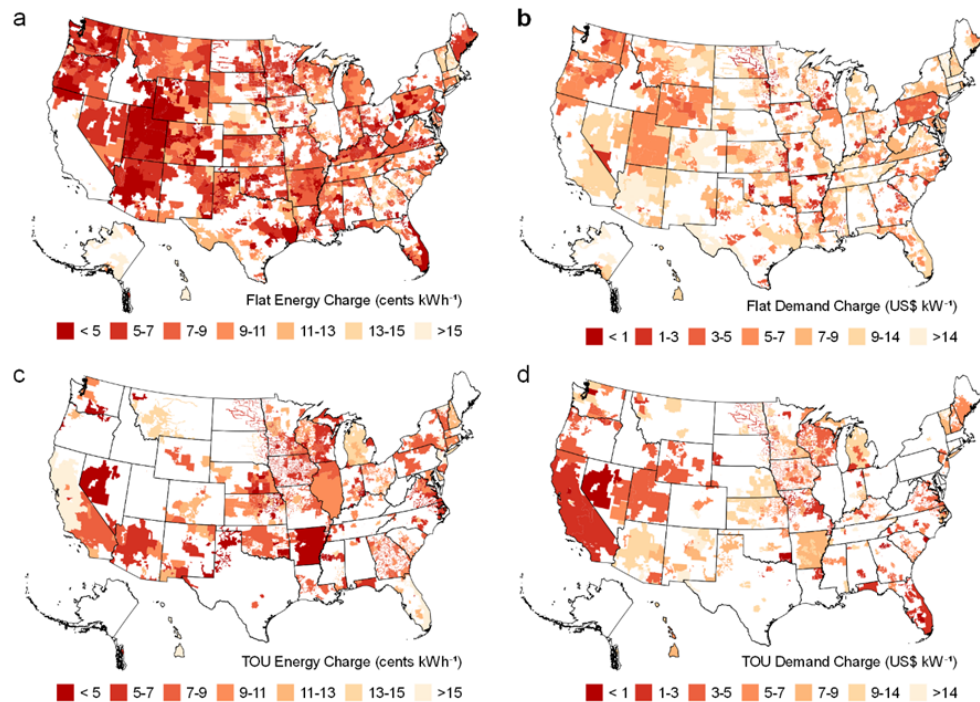 a
b
Flat Energy Charge (cents kWh⁻¹)
< 5 5-7 7-9 9-11 11-13 13-15 >15
Flat Demand Charge (US$ kW⁻¹)
< 1 1-3 3-5 5-7 7-9 9-14 >14
c
d
TOU Energy Charge (cents kWh⁻¹)
< 5 5-7 7-9 9-11 11-13 13-15 >15
TOU Demand Charge (US$ kW⁻¹)
< 1 1-3 3-5 5-7 7-9 9-14 >14